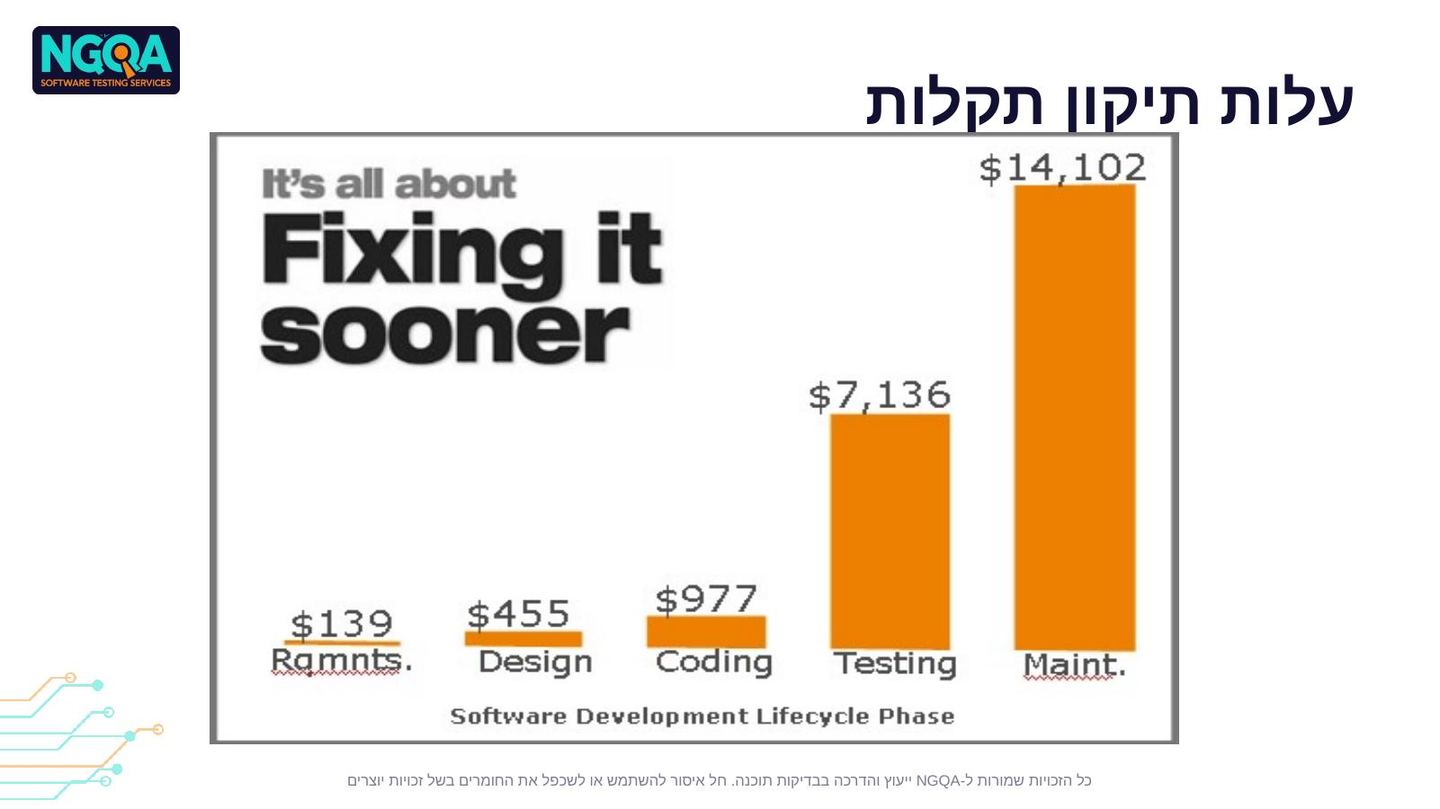 NGQA
SOFTWARE TESTING SERVICES
עלות תיקון תקלות
It's all about
Fixing it
sooner
$14,102
$7,136
$977
$455
$139
Rqmnts. Design Coding Testing Maint.
Software Development Lifecycle Phase
כל הזכויות שמורות ל-NGQA ייעוץ והדרכה בבדיקות תוכנה. חל איסור להשתמש או לשכפל את החומרים בשל זכויות יוצרים